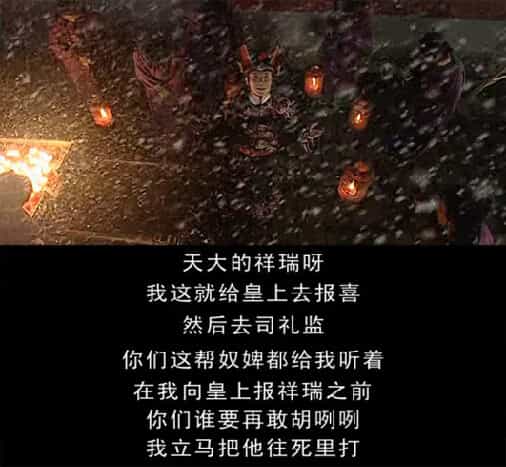 天大的祥瑞呀
我这就给皇上去报喜
然后去司礼监
你们这帮奴婢都给我听着
在我向皇上报祥瑞之前
你们谁要再敢胡咧咧
我立马把他往死里打